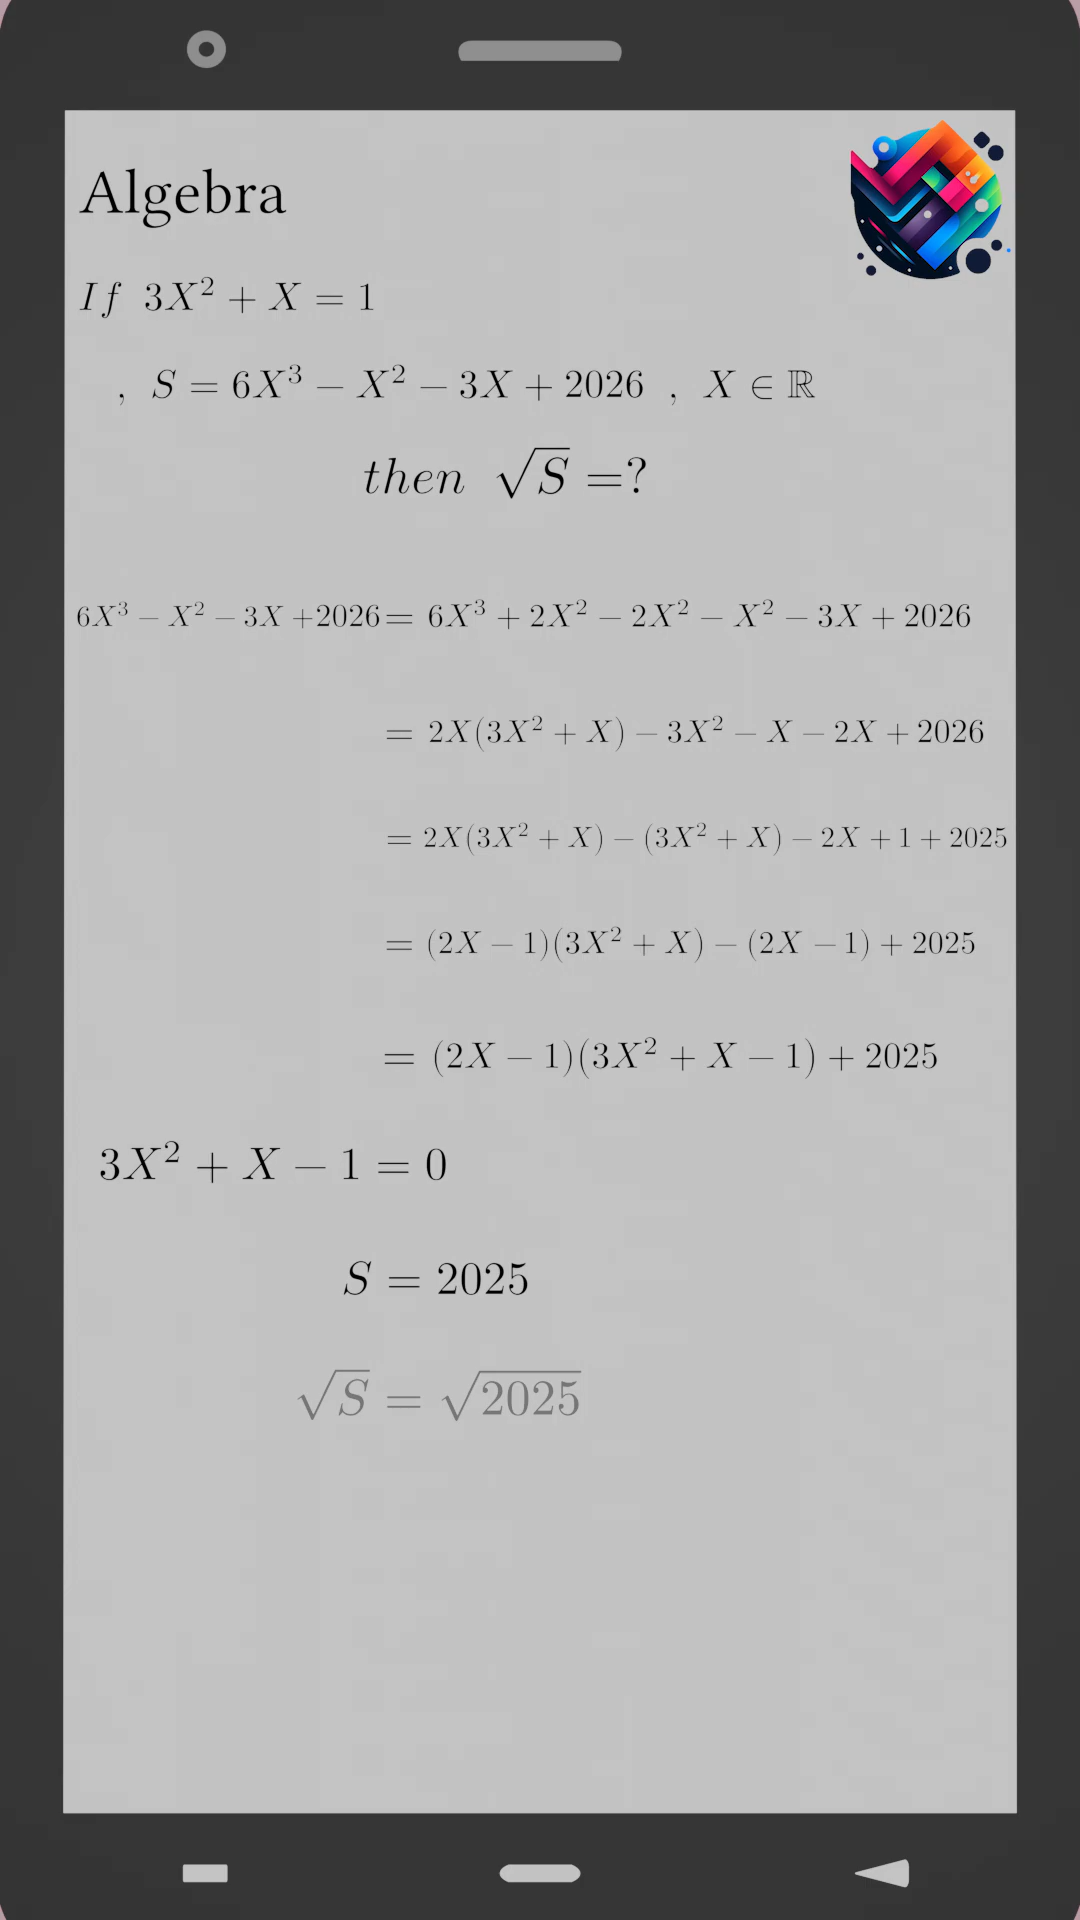 Algebra
If 3X² + X = 1
, S = 6X³ − X² − 3X + 2026 , X ∈ ℝ
then √S =?
6X³ − X² − 3X +2026 = 6X³ + 2X² − 2X² − X² − 3X + 2026
= 2X(3X² + X) − 3X² − X − 2X + 2026
= 2X(3X² + X) − (3X² + X) − 2X + 1 + 2025
= (2X − 1)(3X² + X) − (2X − 1) + 2025
= (2X − 1)(3X² + X − 1) + 2025
3X² + X − 1 = 0
S = 2025
√S = √2025